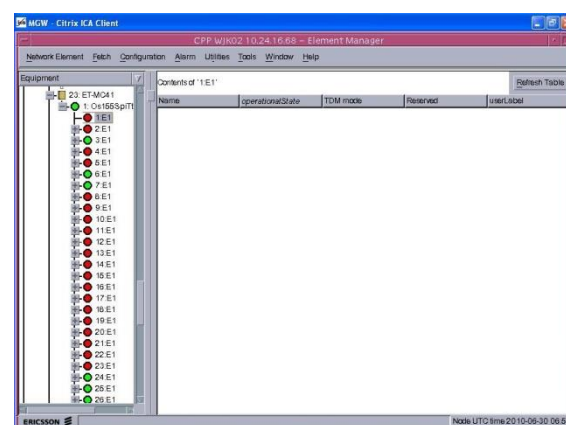 MGW - Citrix ICA Client
CPP WJK02 10.24.16.68 - Element Manager
Network Element Fetch Configuration Alarm Utilities Tools Window Help
Equipment
Contents of '1:E1'
Refresh Table
Name operationalState TDM mode Reserved userLabel
23: ET-MC41
1: Os155SpiTt
1:E1
2:E1
3:E1
4:E1
5:E1
6:E1
7:E1
8:E1
9:E1
10:E1
11:E1
12:E1
13:E1
14:E1
15:E1
16:E1
17:E1
18:E1
19:E1
20:E1
21:E1
22:E1
23:E1
24:E1
25:E1
26:E1
ERICSSON
Node UTC time 2010-06-30 06:5